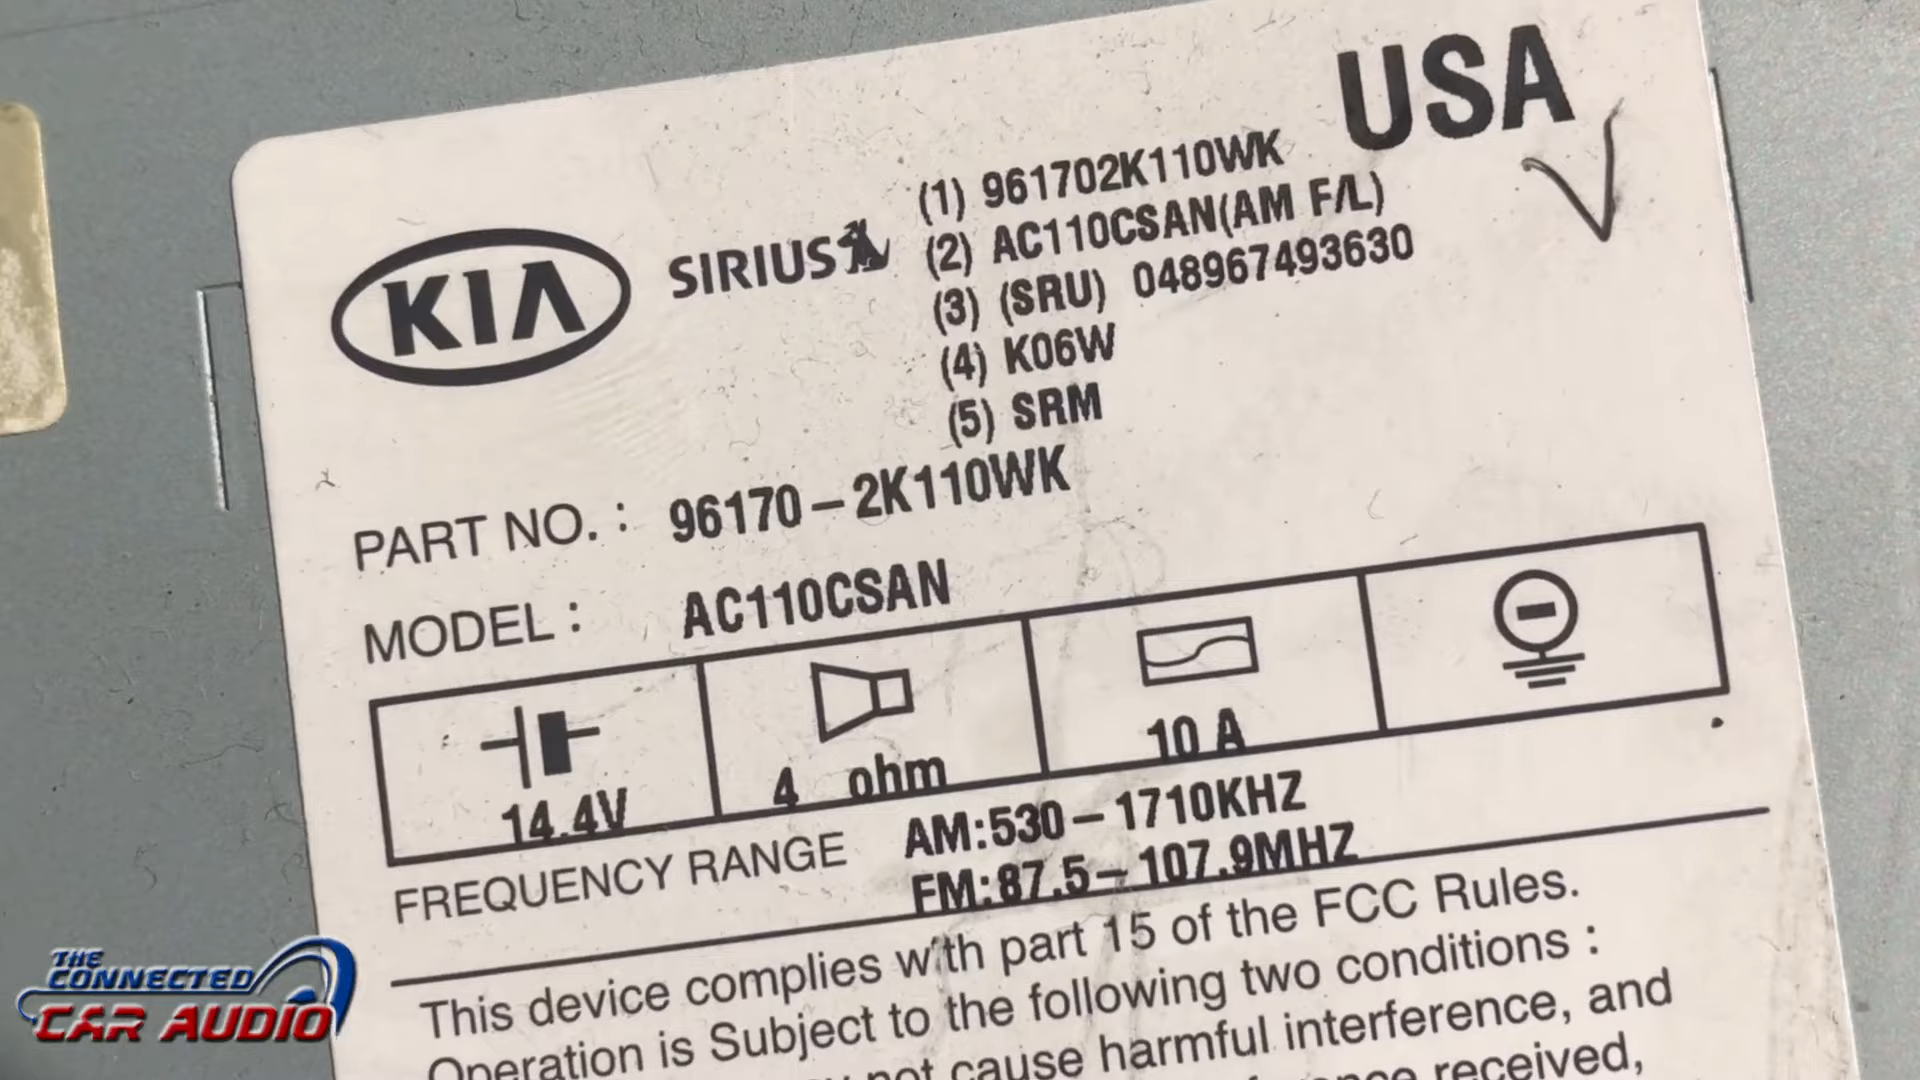 USA
KIA
SIRIUS
(1) 961702K110WK
(2) AC110CSAN(AM F/L)
(3) (SRU) 048967493630
(4) K06W
(5) SRM
PART NO. : 96170-2K110WK
MODEL : AC110CSAN
14.4V
4 ohm
10 A
FREQUENCY RANGE AM:530-1710KHZ
FM:87.5-107.9MHZ
This device complies with part 15 of the FCC Rules.
Operation is Subject to the following two conditions :
not cause harmful interference, and
received,
THE
CONNECTED
CAR AUDIO